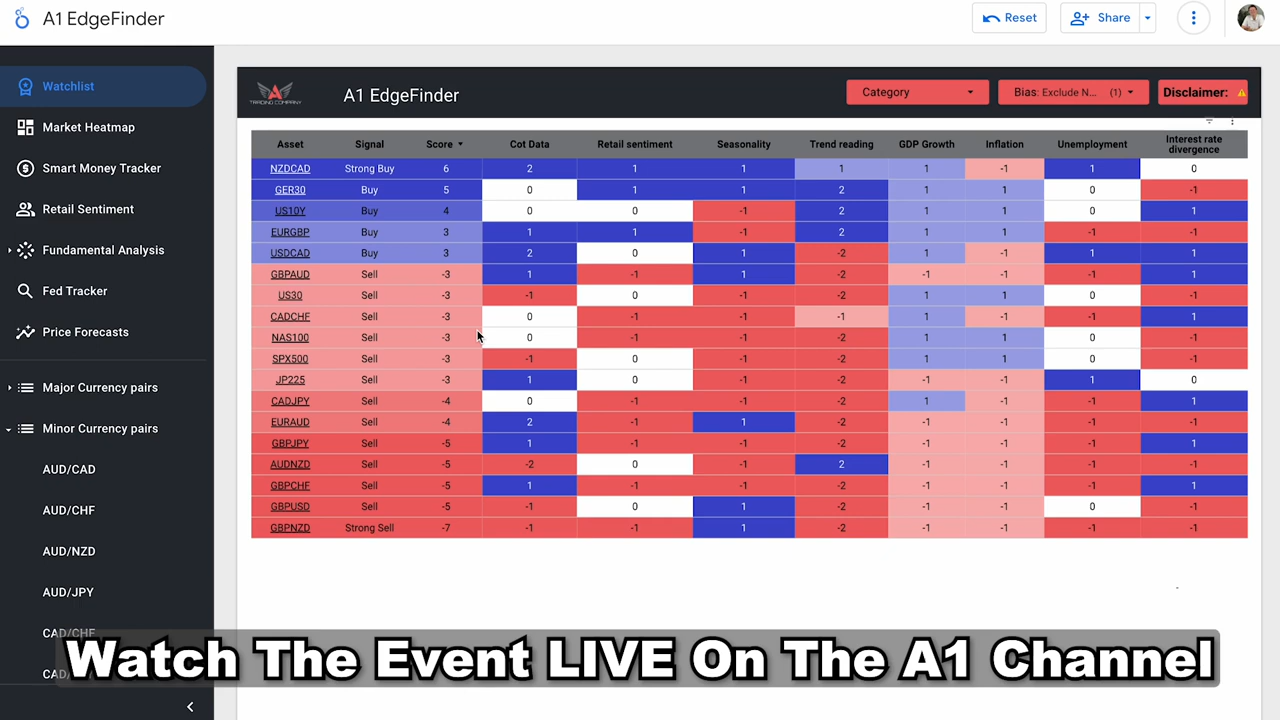 A1 EdgeFinder
Reset
Share
Watchlist
Market Heatmap
Smart Money Tracker
Retail Sentiment
Fundamental Analysis
Fed Tracker
Price Forecasts
Major Currency pairs
Minor Currency pairs
AUD/CAD
AUD/CHF
AUD/NZD
AUD/JPY
CAD/CHF
A1 EdgeFinder
TRADING COMPANY
Category
Bias: Exclude N... (1)
Disclaimer:
Asset Signal Score Cot Data Retail sentiment Seasonality Trend reading GDP Growth Inflation Unemployment Interest rate divergence
NZDCAD Strong Buy 6 2 1 1 1 1 -1 1 0
GER30 Buy 5 0 1 1 2 1 1 0 -1
US10Y Buy 4 0 0 -1 2 1 1 0 1
EURGBP Buy 3 1 1 -1 2 1 1 -1 -1
USDCAD Buy 3 2 0 1 -2 1 -1 1 1
GBPAUD Sell -3 1 -1 1 -2 -1 -1 -1 1
US30 Sell -3 -1 0 -1 -2 1 1 0 -1
CADCHF Sell -3 0 -1 -1 -1 1 -1 -1 1
NAS100 Sell -3 0 -1 -1 -2 1 1 0 -1
SPX500 Sell -3 -1 0 -1 -2 1 1 0 -1
JP225 Sell -3 1 0 -1 -2 -1 -1 1 0
CADJPY Sell -4 0 -1 -1 -2 1 -1 -1 1
EURAUD Sell -4 2 -1 1 -2 -1 -1 -1 -1
GBPJPY Sell -5 1 -1 -1 -2 -1 -1 -1 1
AUDNZD Sell -5 -2 0 -1 2 -1 -1 -1 -1
GBPCHF Sell -5 1 -1 -1 -2 -1 -1 -1 1
GBPUSD Sell -5 -1 0 1 -2 -1 -1 0 -1
GBPNZD Strong Sell -7 -1 -1 1 -2 -1 -1 -1 -1
Watch The Event LIVE On The A1 Channel